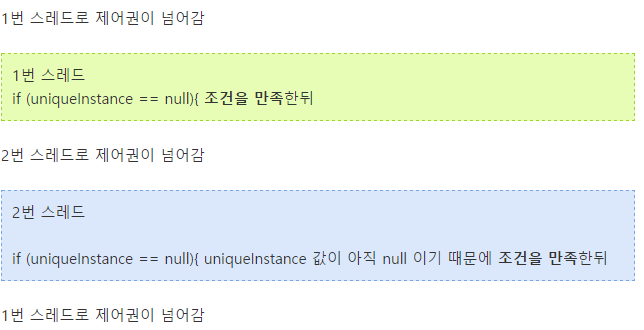 1번 스레드로 제어권이 넘어감
1번 스레드
if (uniqueInstance == null){ 조건을 만족한뒤
2번 스레드로 제어권이 넘어감
2번 스레드
if (uniqueInstance == null){ uniqueInstance 값이 아직 null 이기 때문에 조건을 만족한뒤
1번 스레드로 제어권이 넘어감